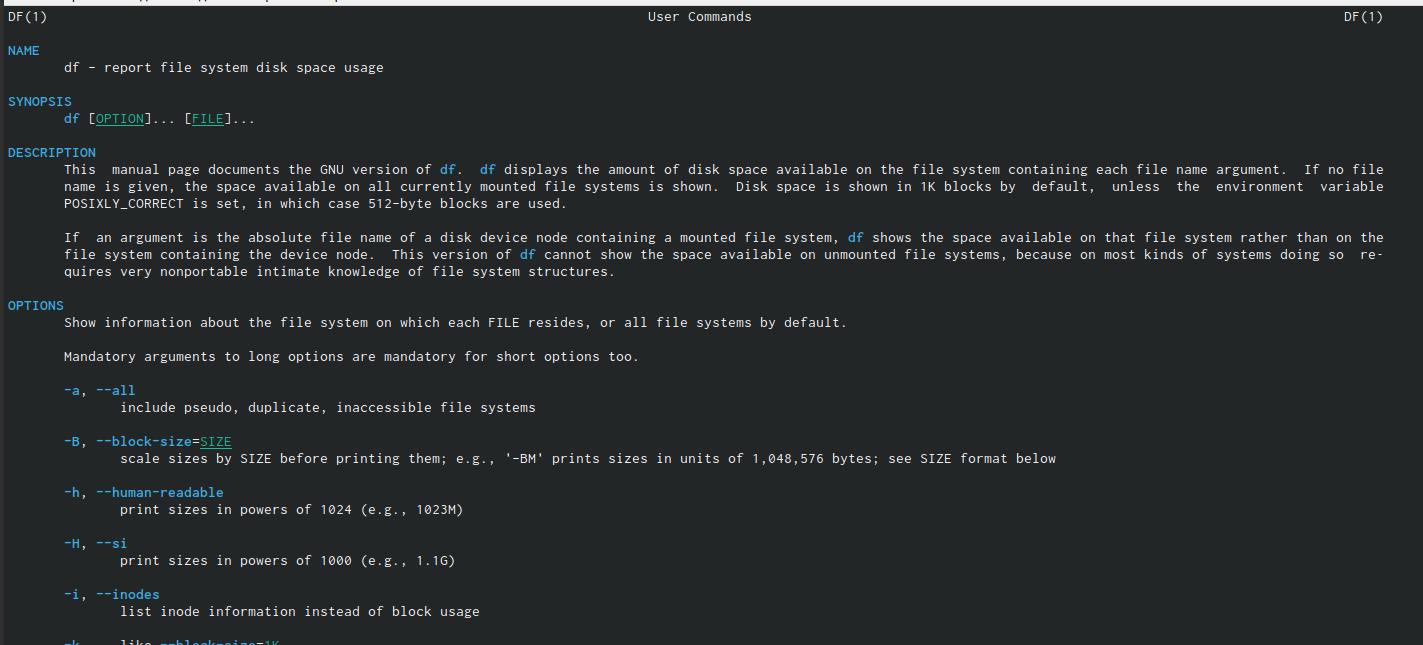 DF(1) User Commands DF(1)
NAME
df - report file system disk space usage
SYNOPSIS
df [OPTION]... [FILE]...
DESCRIPTION
This manual page documents the GNU version of df. df displays the amount of disk space available on the file system containing each file name argument. If no file
name is given, the space available on all currently mounted file systems is shown. Disk space is shown in 1K blocks by default, unless the environment variable
POSIXLY_CORRECT is set, in which case 512-byte blocks are used.
If an argument is the absolute file name of a disk device node containing a mounted file system, df shows the space available on that file system rather than on the
file system containing the device node. This version of df cannot show the space available on unmounted file systems, because on most kinds of systems doing so re-
quires very nonportable intimate knowledge of file system structures.
OPTIONS
Show information about the file system on which each FILE resides, or all file systems by default.
Mandatory arguments to long options are mandatory for short options too.
-a, --all
include pseudo, duplicate, inaccessible file systems
-B, --block-size=SIZE
scale sizes by SIZE before printing them; e.g., '-BM' prints sizes in units of 1,048,576 bytes; see SIZE format below
-h, --human-readable
print sizes in powers of 1024 (e.g., 1023M)
-H, --si
print sizes in powers of 1000 (e.g., 1.1G)
-i, --inodes
list inode information instead of block usage
-k like --block-size=1K